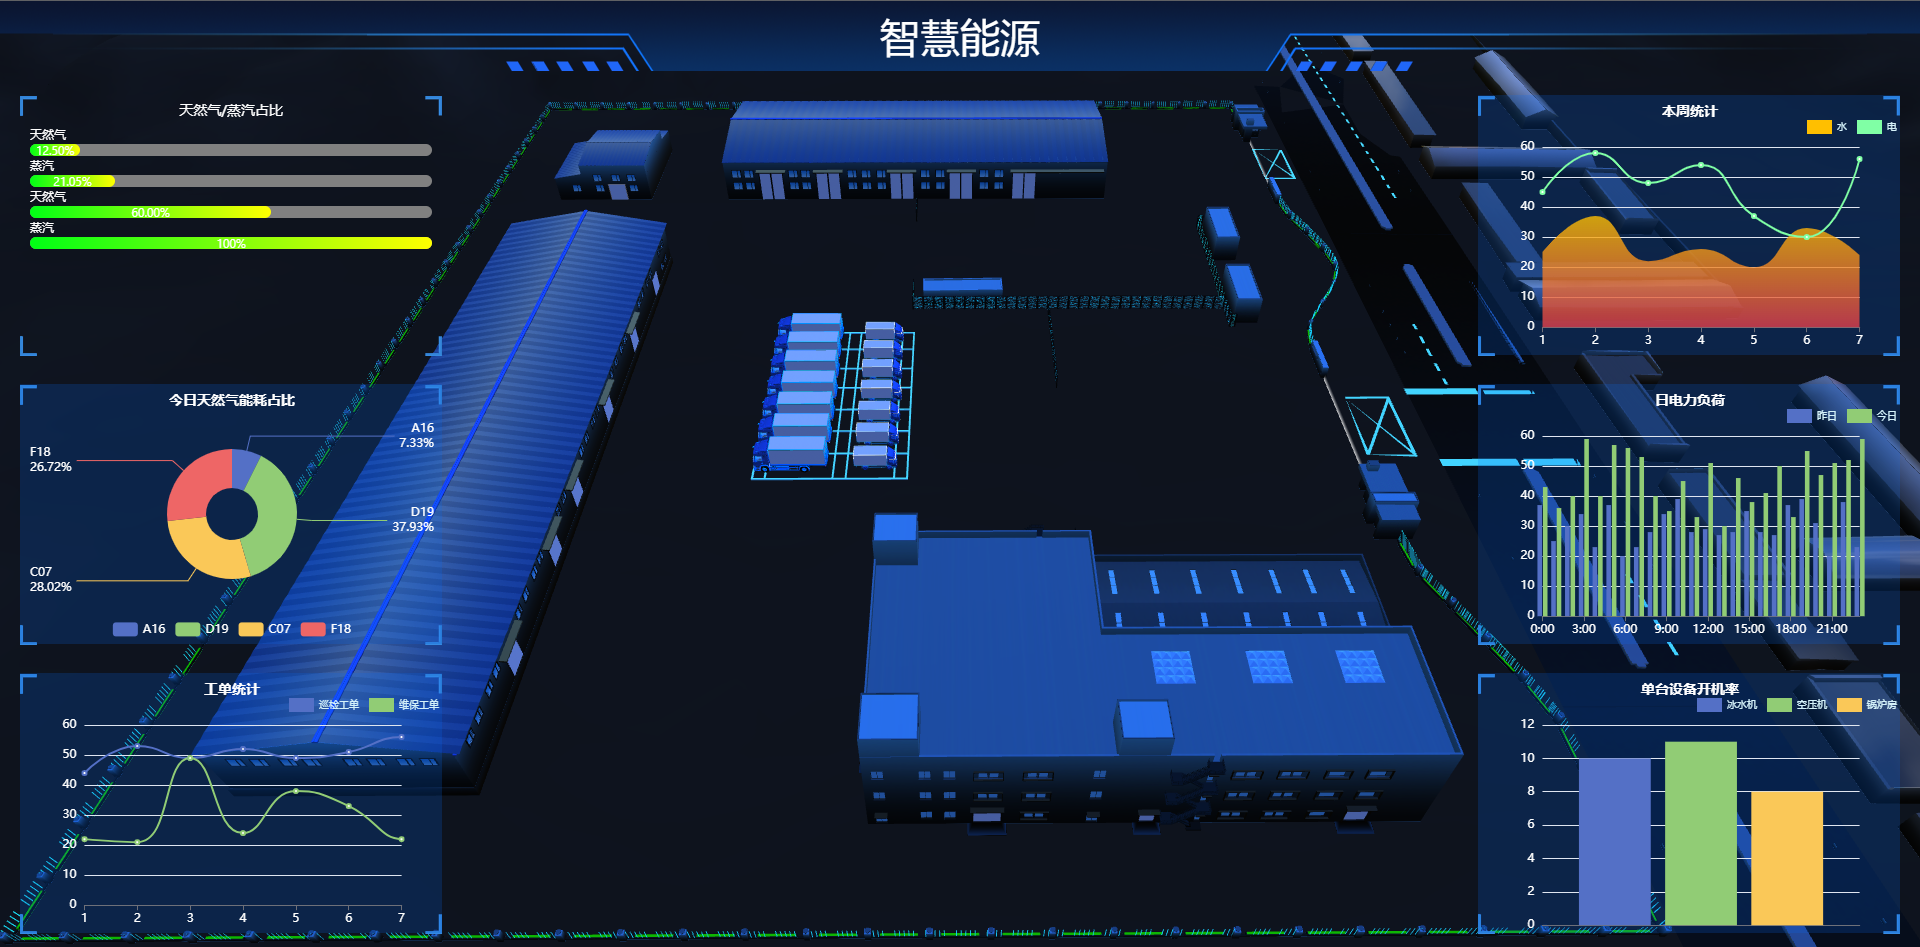 智慧能源
天然气/蒸汽占比
天然气
12.50%
蒸汽
21.05%
天然气
60.00%
蒸汽
100%
今日天然气能耗占比
A16
7.33%
F18
26.72%
D19
37.93%
C07
28.02%
A16 D19 C07 F18
工单统计
巡检工单 维保工单
60
50
40
30
20
10
0
1 2 3 4 5 6 7
本周统计
水 电
60
50
40
30
20
10
0
1 2 3 4 5 6 7
日电力负荷
昨日 今日
60
50
40
30
20
10
0
0:00 3:00 6:00 9:00 12:00 15:00 18:00 21:00
单台设备开机率
冰水机 空压机 锅炉房
12
10
8
6
4
2
0